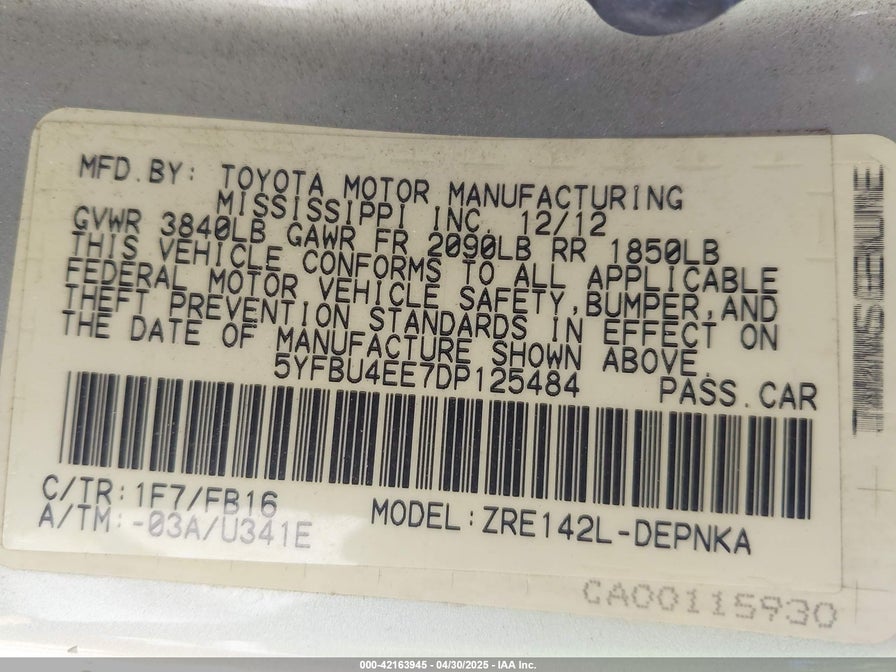 MFD.BY: TOYOTA MOTOR MANUFACTURING
MISSISSIPPI INC. 12/12
GVWR 3840LB GAWR FR 2090LB RR 1850LB
THIS VEHICLE CONFORMS TO ALL APPLICABLE
FEDERAL MOTOR VEHICLE SAFETY,BUMPER,AND
THEFT PREVENTION STANDARDS IN EFFECT ON
THE DATE OF MANUFACTURE SHOWN ABOVE.
5YFBU4EE7DP125484 PASS.CAR
C/TR:1F7/FB16
A/TM:-03A/U341E
MODEL:ZRE142L-DEPNKA
CA00115930
000-42163945 - 04/30/2025 - IAA Inc.